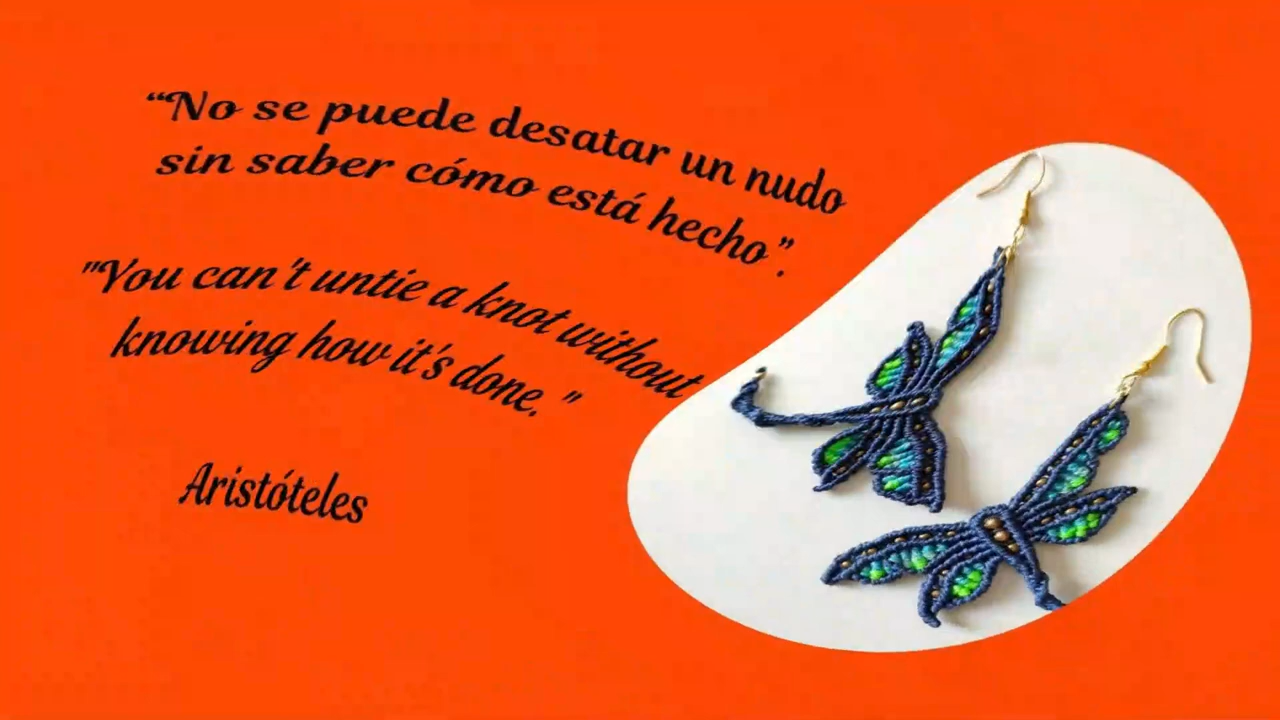 “No se puede desatar un nudo
sin saber cómo está hecho”.
"You can't untie a knot without
knowing how it's done."
Aristóteles